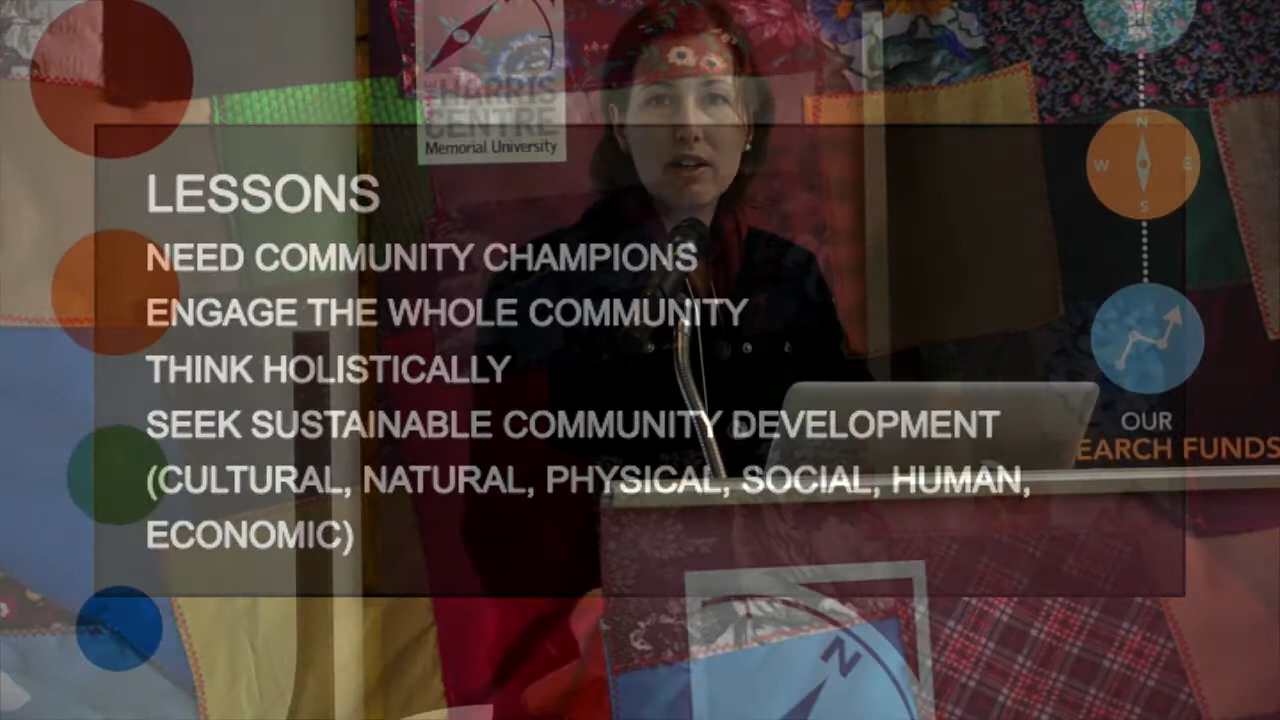 THE
HARRIS
CENTRE
Memorial University
N
W E
S
LESSONS
NEED COMMUNITY CHAMPIONS
ENGAGE THE WHOLE COMMUNITY
THINK HOLISTICALLY
SEEK SUSTAINABLE COMMUNITY DEVELOPMENT
(CULTURAL, NATURAL, PHYSICAL, SOCIAL, HUMAN,
ECONOMIC)
OUR
EARCH FUNDS
N